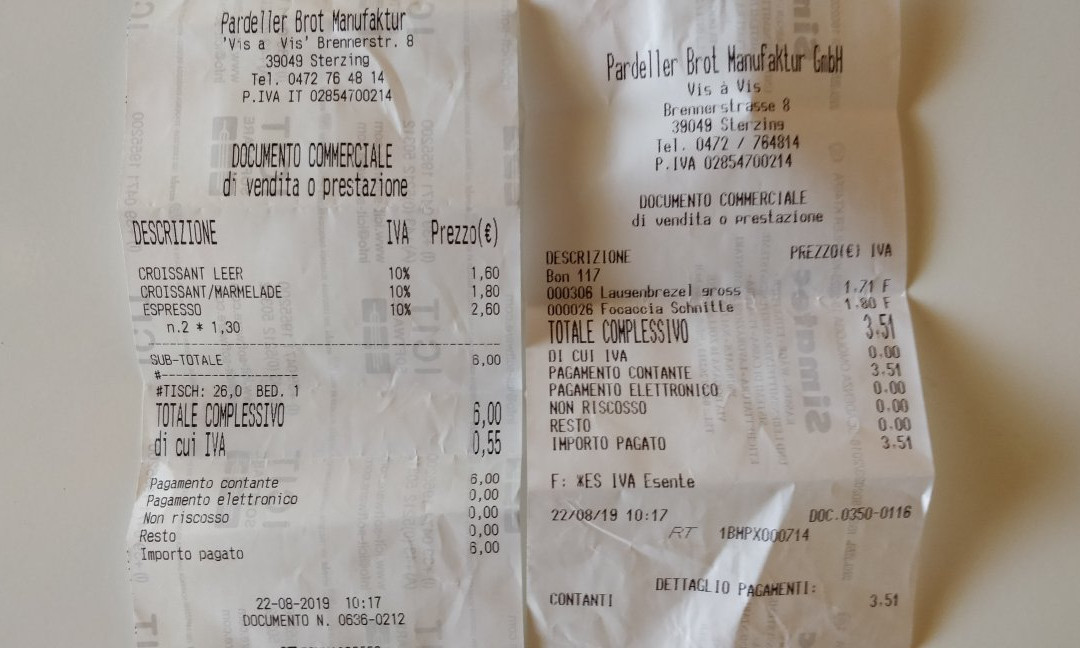 Pardeller Brot Manufaktur
'Vis a Vis' Brennerstr. 8
39049 Sterzing
Tel. 0472 76 48 14
P.IVA IT 02854700214
DOCUMENTO COMMERCIALE
di vendita o prestazione
DESCRIZIONE IVA Prezzo(€)
CROISSANT LEER 10% 1,60
CROISSANT/MARMELADE 10% 1,80
ESPRESSO 10% 2,60
n.2 * 1,30
SUB-TOTALE 6,00
#TISCH: 26,0 BED. 1
TOTALE COMPLESSIVO 6,00
di cui IVA 0,55
Pagamento contante 6,00
Pagamento elettronico 0,00
Non riscosso 0,00
Resto 0,00
Importo pagato 6,00
22-08-2019 10:17
DOCUMENTO N. 0636-0212
Pardeller Brot Manufaktur GmbH
Vis à Vis
Brennerstrasse 8
39049 Sterzing
Tel. 0472 / 764814
P.IVA 02854700214
DOCUMENTO COMMERCIALE
di vendita o prestazione
DESCRIZIONE PREZZO(€) IVA
Bon 117
000306 Laugenbrezel gross 1.71 F
000026 Focaccia Schnitte 1.80 F
TOTALE COMPLESSIVO 3.51
DI CUI IVA 0.00
PAGAMENTO CONTANTE 3.51
PAGAMENTO ELETTRONICO 0.00
NON RISCOSSO 0.00
RESTO 0.00
IMPORTO PAGATO 3.51
F: *ES IVA Esente
22/08/19 10:17 DOC.0350-0116
RT 1BMPX000714
DETTAGLIO PAGAMENTI:
CONTANTI 3.51